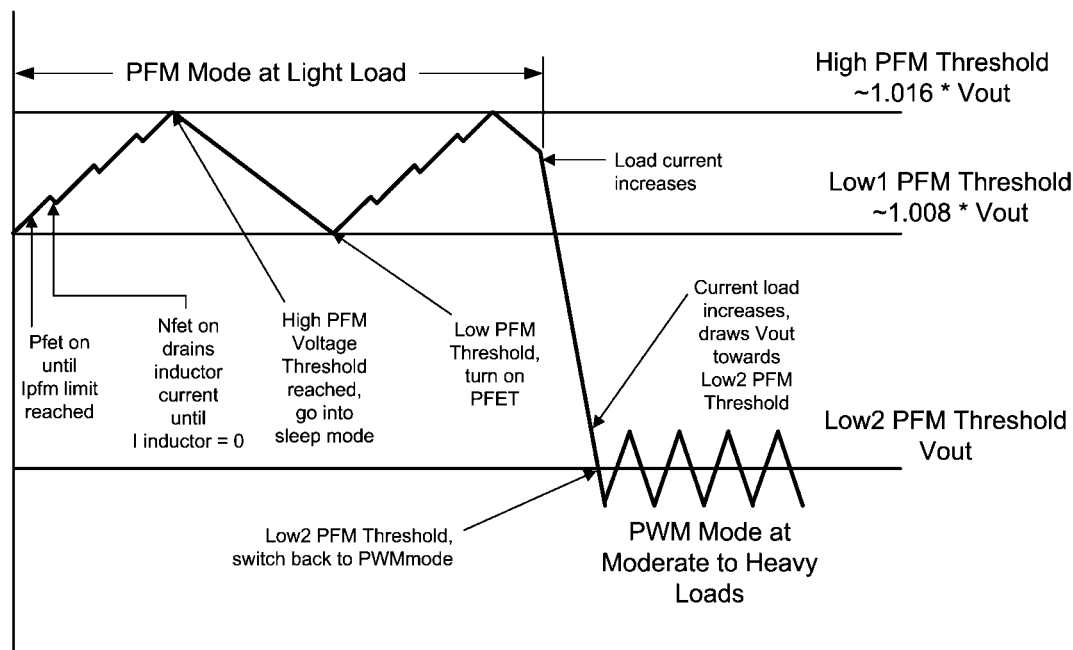 PFM Mode at Light Load
High PFM Threshold
~1.016 * Vout
Load current
increases
Low1 PFM Threshold
~1.008 * Vout
Pfet on
until
Ipfm limit
reached
Nfet on
drains
inductor
current
until
I inductor = 0
High PFM
Voltage
Threshold
reached,
go into
sleep mode
Low PFM
Threshold,
turn on
PFET
Current load
increases,
draws Vout
towards
Low2 PFM
Threshold
Low2 PFM Threshold
Vout
Low2 PFM Threshold,
switch back to PWMmode
PWM Mode at
Moderate to Heavy
Loads